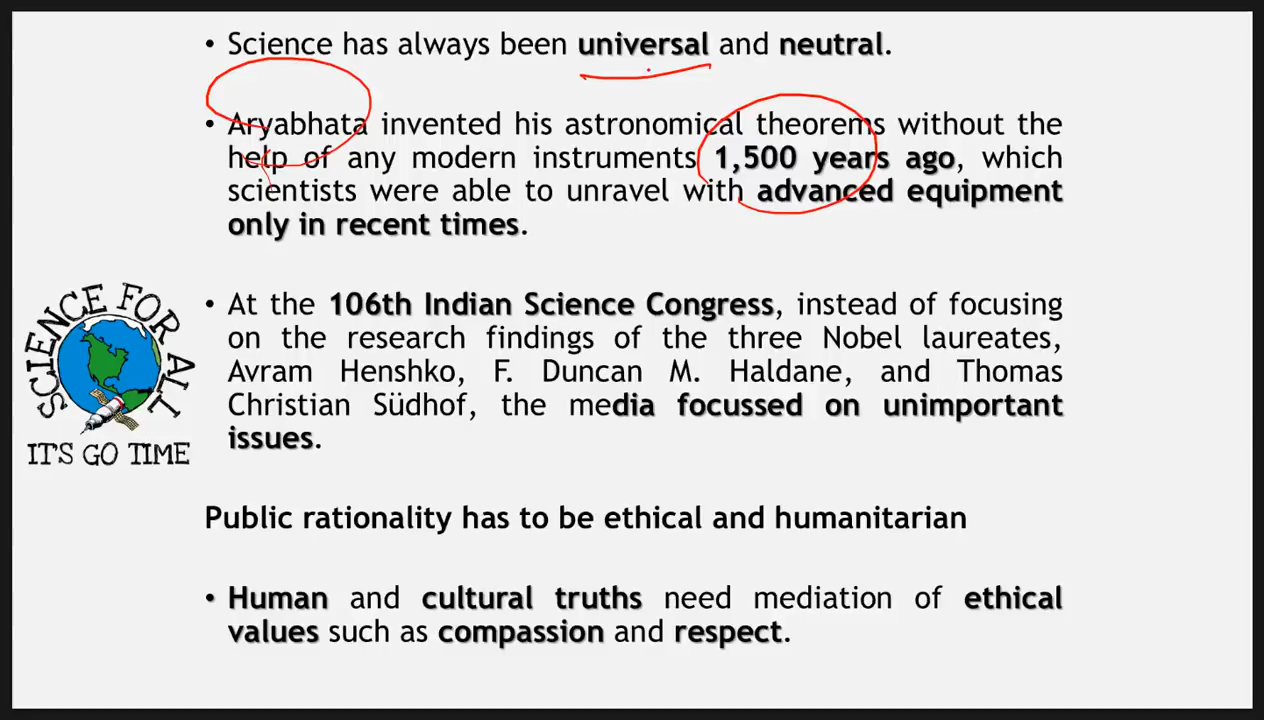 • Science has always been universal and neutral.
• Aryabhata invented his astronomical theorems without the
help of any modern instruments 1,500 years ago, which
scientists were able to unravel with advanced equipment
only in recent times.
SCIENCE FOR ALL
IT'S GO TIME
• At the 106th Indian Science Congress, instead of focusing
on the research findings of the three Nobel laureates,
Avram Henshko, F. Duncan M. Haldane, and Thomas
Christian Südhof, the media focussed on unimportant
issues.
Public rationality has to be ethical and humanitarian
• Human and cultural truths need mediation of ethical
values such as compassion and respect.